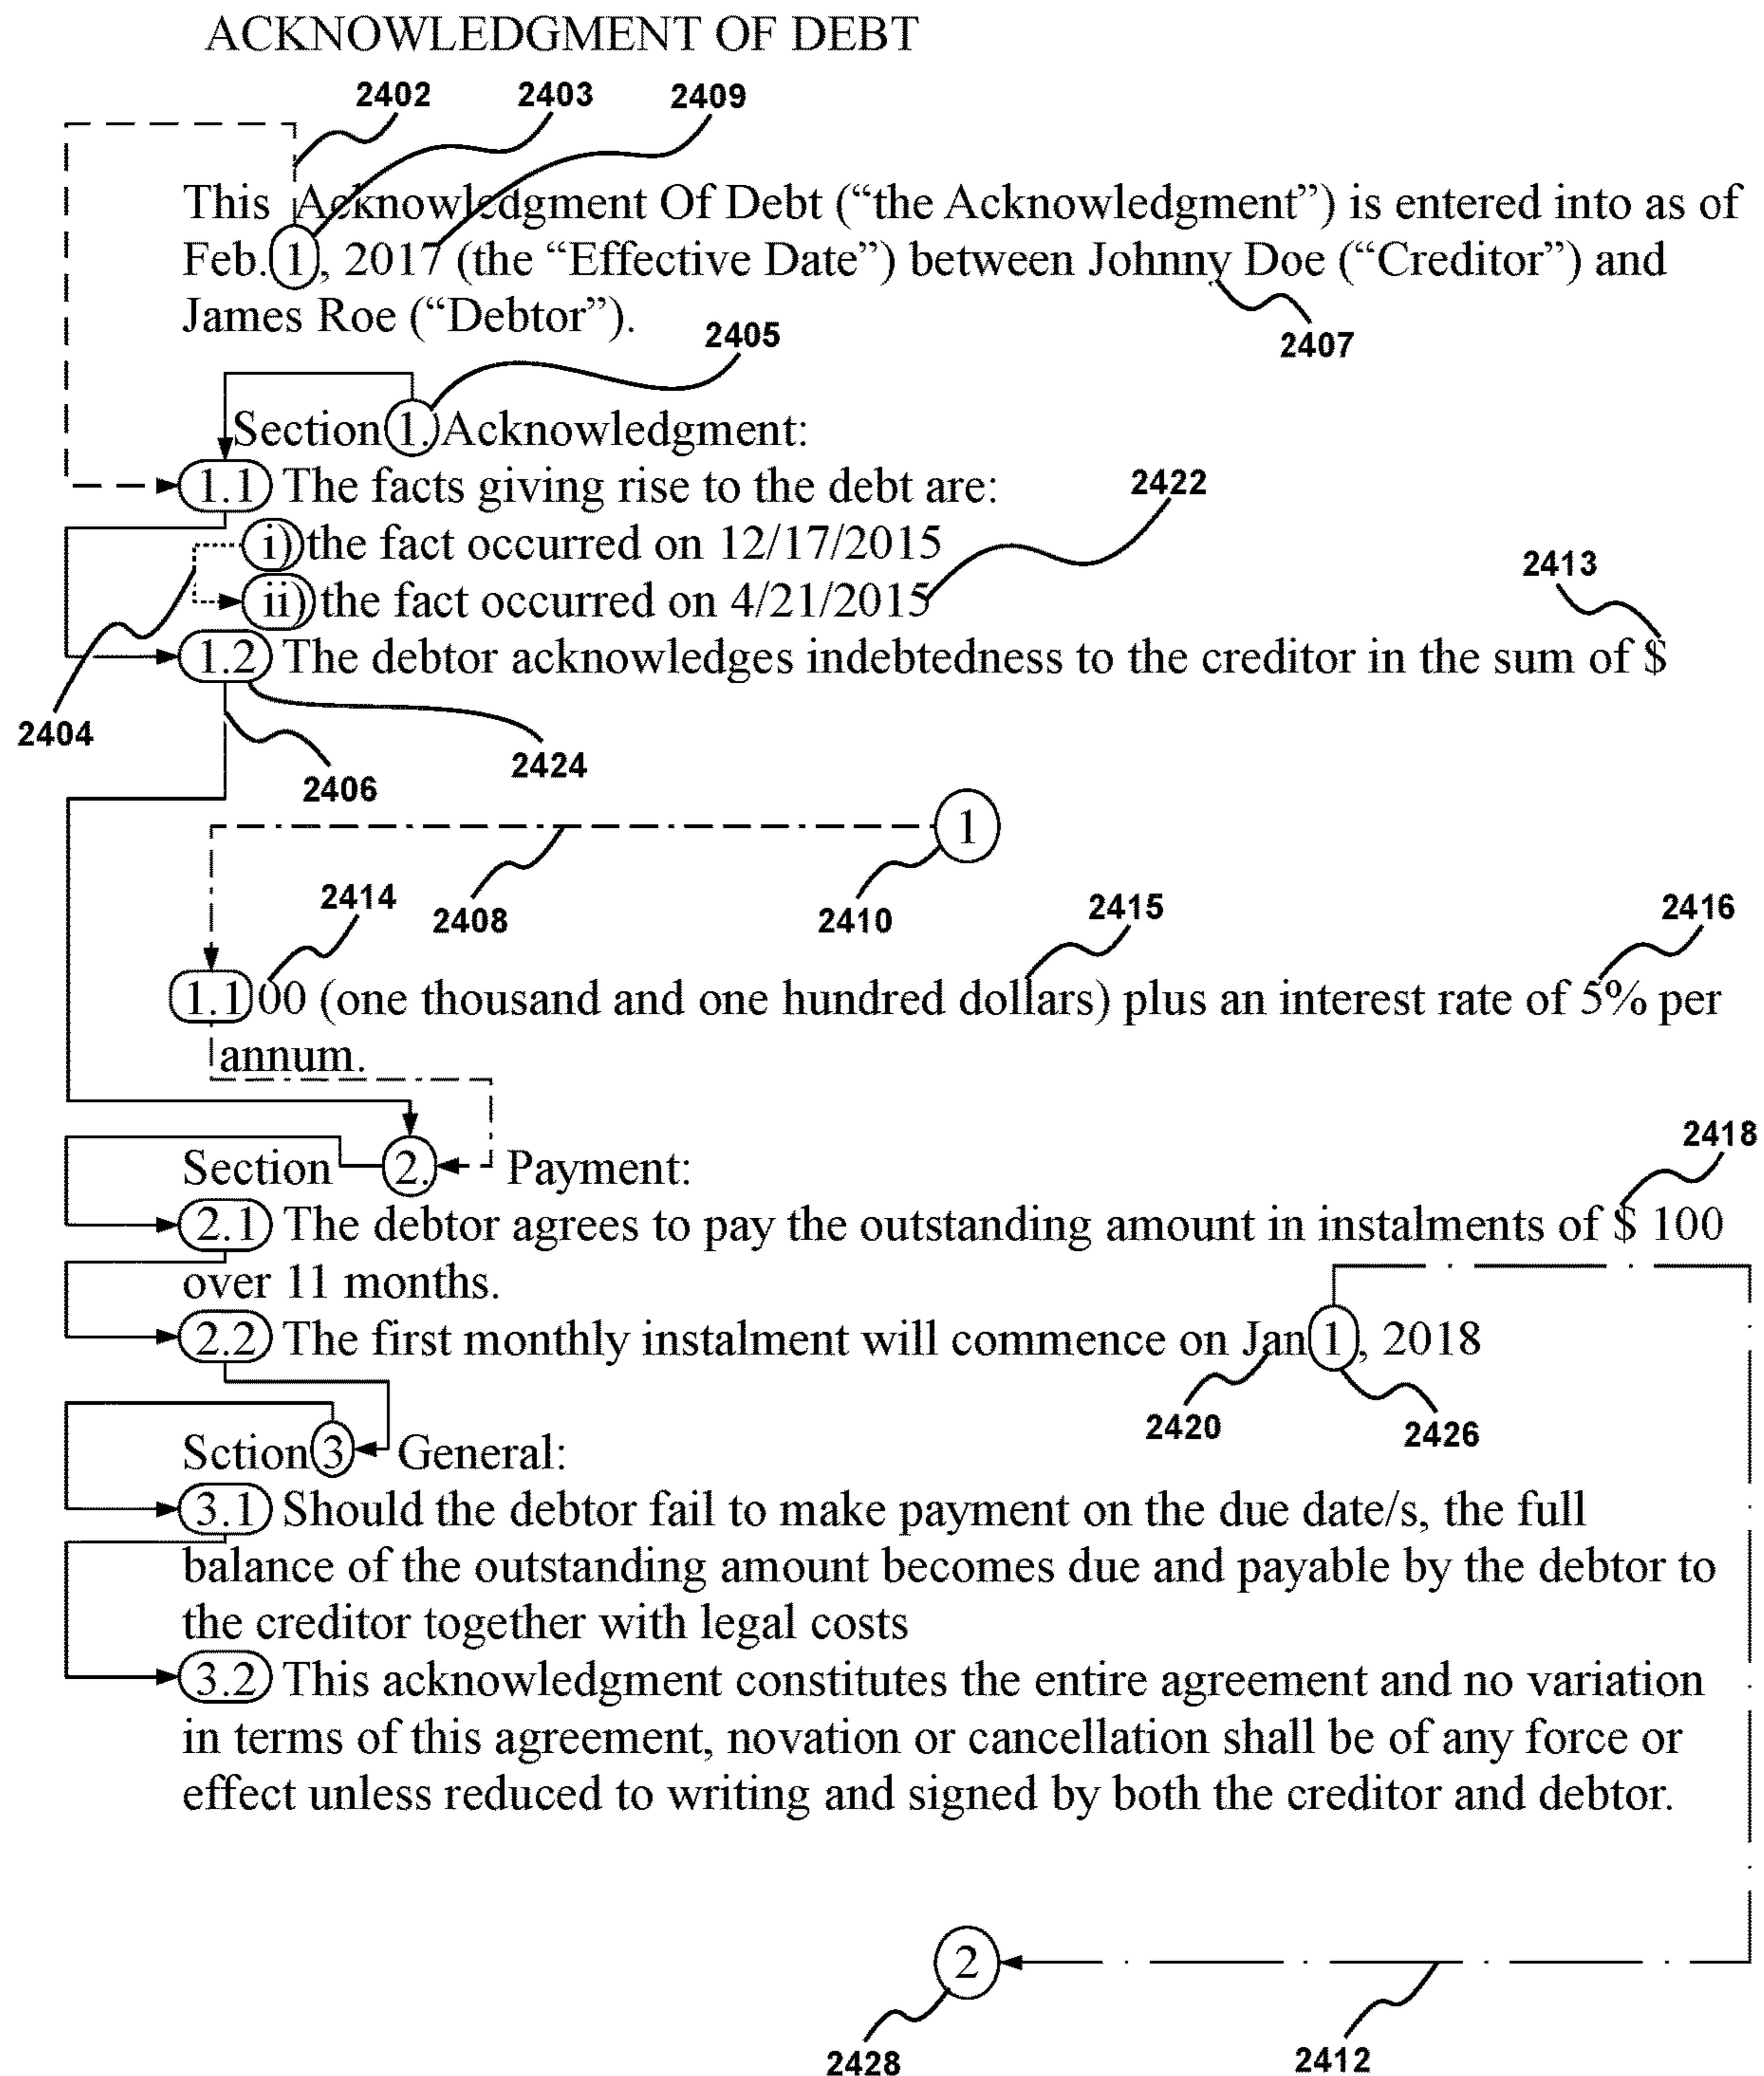 ACKNOWLEDGMENT OF DEBT
2402 2403 2409
This Acknowledgment Of Debt (“the Acknowledgment”) is entered into as of
Feb. 1, 2017 (the “Effective Date”) between Johnny Doe (“Creditor”) and
James Roe (“Debtor”).
2405 2407
Section 1. Acknowledgment:
1.1 The facts giving rise to the debt are:
2422
i) the fact occurred on 12/17/2015
2413
ii) the fact occurred on 4/21/2015
1.2 The debtor acknowledges indebtedness to the creditor in the sum of $
2404 2424
2406
1
2414 2408 2410 2415 2416
1.100 (one thousand and one hundred dollars) plus an interest rate of 5% per
annum.
2418
Section 2. Payment:
2.1 The debtor agrees to pay the outstanding amount in instalments of $ 100
over 11 months.
2.2 The first monthly instalment will commence on Jan 1, 2018
2420 2426
Sction 3 General:
3.1 Should the debtor fail to make payment on the due date/s, the full
balance of the outstanding amount becomes due and payable by the debtor to
the creditor together with legal costs
3.2 This acknowledgment constitutes the entire agreement and no variation
in terms of this agreement, novation or cancellation shall be of any force or
effect unless reduced to writing and signed by both the creditor and debtor.
2
2428 2412